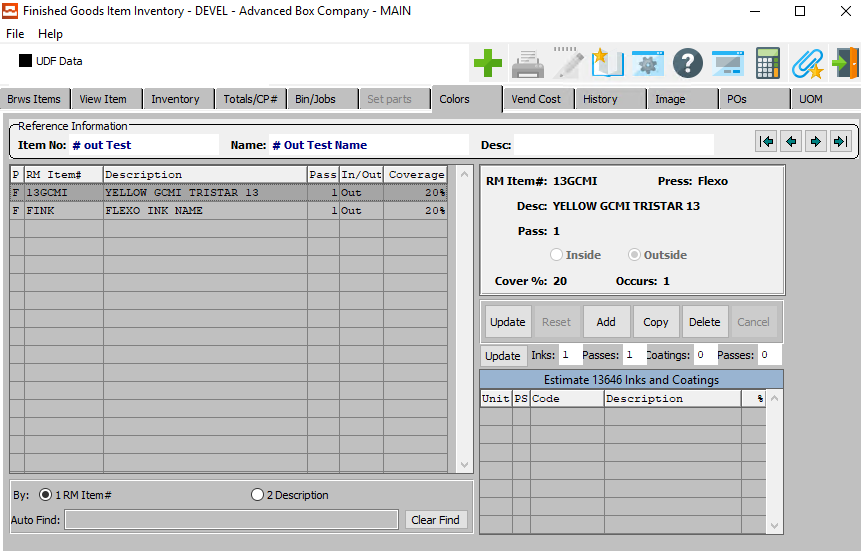 Finished Goods Item Inventory - DEVEL - Advanced Box Company - MAIN
File Help
UDF Data
Brws Items View Item Inventory Totals/CP# Bin/Jobs Set parts Colors Vend Cost History Image POs UOM
Reference Information
Item No: # out Test Name: # Out Test Name Desc:
P RM Item# Description Pass In/Out Coverage
F 13GCMI YELLOW GCMI TRISTAR 13 1 Out 20%
F FINK FLEXO INK NAME 1 Out 20%
RM Item#: 13GCMI Press: Flexo
Desc: YELLOW GCMI TRISTAR 13
Pass: 1
Inside Outside
Cover %: 20 Occurs: 1
Update Reset Add Copy Delete Cancel
Update Inks: 1 Passes: 1 Coatings: 0 Passes: 0
Estimate 13646 Inks and Coatings
Unit PS Code Description %
By: 1 RM Item# 2 Description
Auto Find: Clear Find